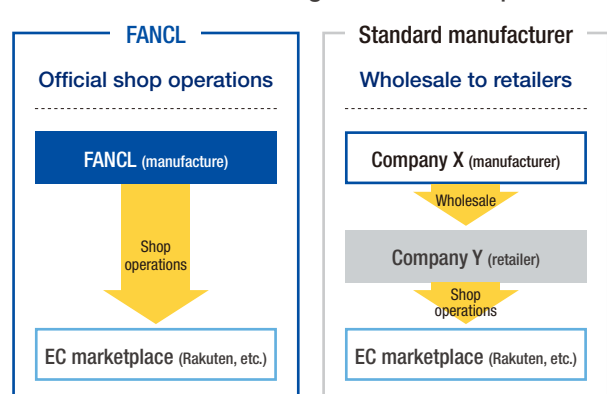 FANCL
Official shop operations
FANCL (manufacture)
Shop
operations
EC marketplace (Rakuten, etc.)
Standard manufacturer
Wholesale to retailers
Company X (manufacturer)
Wholesale
Company Y (retailer)
Shop
operations
EC marketplace (Rakuten, etc.)